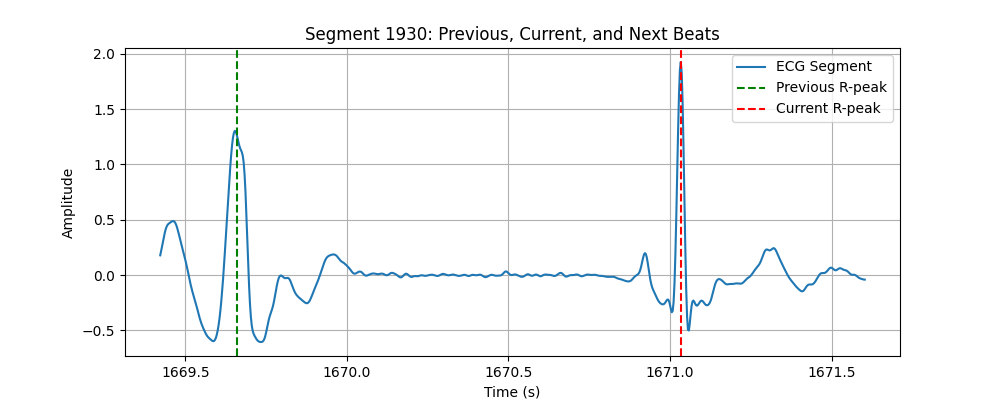 Segment 1930: Previous, Current, and Next Beats
ECG Segment
Previous R-peak
Current R-peak
Amplitude
2.0
1.5
1.0
0.5
0.0
−0.5
1669.5
1670.0
1670.5
1671.0
1671.5
Time (s)